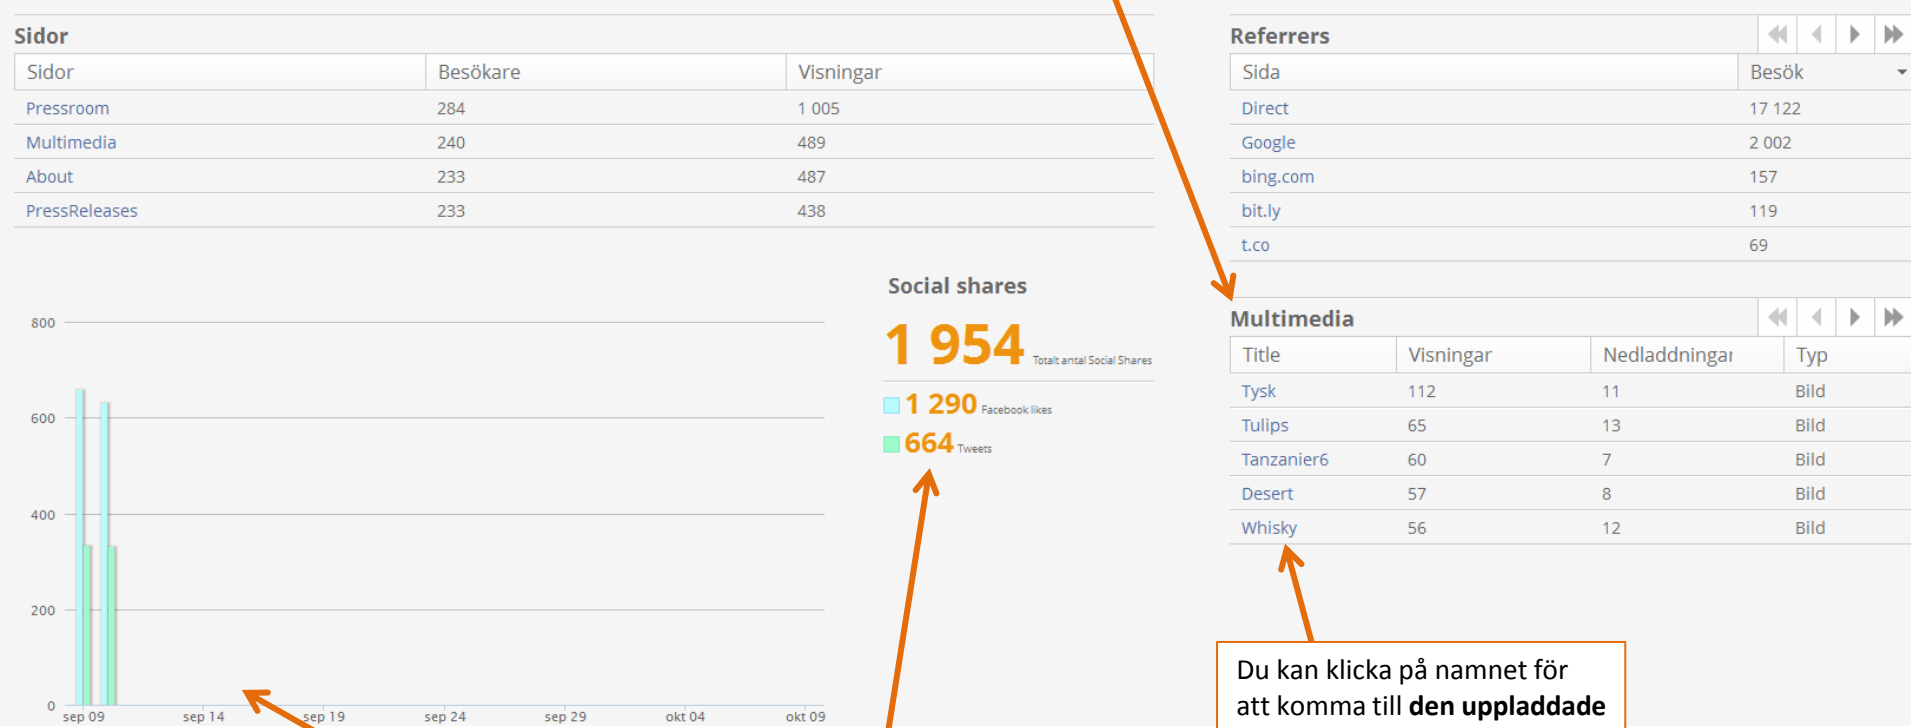 Sidor
Sidor Besökare Visningar
Pressroom 284 1 005
Multimedia 240 489
About 233 487
PressReleases 233 438
Referrers
Sida Besök
Direct 17 122
Google 2 002
bing.com 157
bit.ly 119
t.co 69
Social shares
1 954 Totalt antal Social Shares
1 290 Facebook likes
664 Tweets
800
600
400
200
0
sep 09 sep 14 sep 19 sep 24 sep 29 okt 04 okt 09
Multimedia
Title Visningar Nedladdningar Typ
Tysk 112 11 Bild
Tulips 65 13 Bild
Tanzanier6 60 7 Bild
Desert 57 8 Bild
Whisky 56 12 Bild
Du kan klicka på namnet för
att komma till den uppladdade